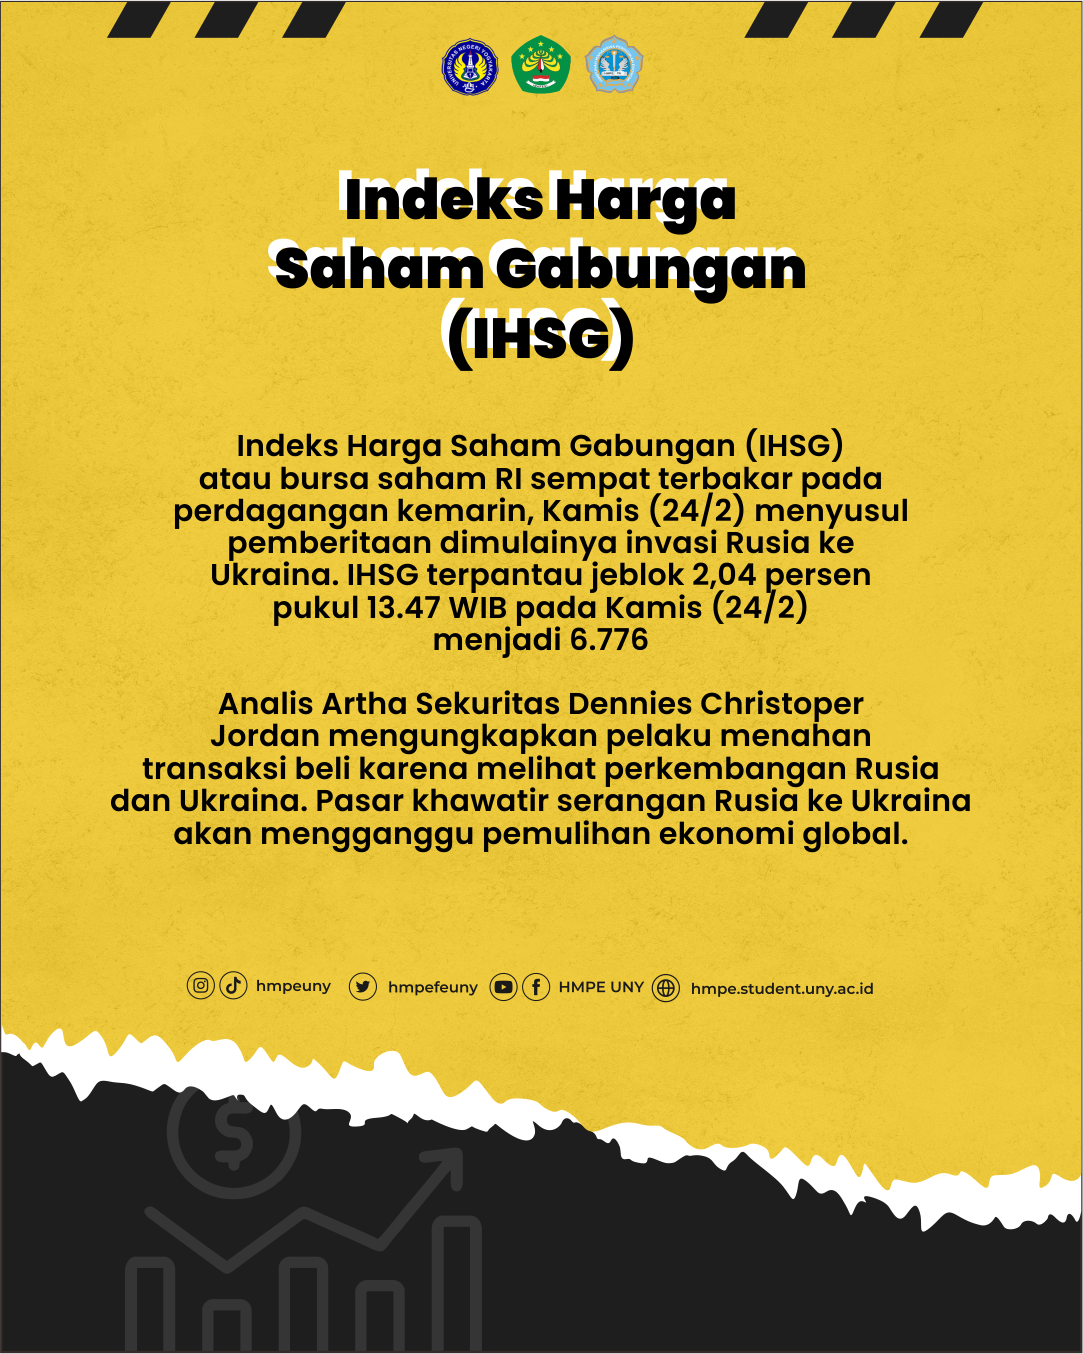 UNIVERSITAS NEGERI YOGYAKARTA
Indeks Harga
Saham Gabungan
(IHSG)
Indeks Harga Saham Gabungan (IHSG)
atau bursa saham RI sempat terbakar pada
perdagangan kemarin, Kamis (24/2) menyusul
pemberitaan dimulainya invasi Rusia ke
Ukraina. IHSG terpantau jeblok 2,04 persen
pukul 13.47 WIB pada Kamis (24/2)
menjadi 6.776
Analis Artha Sekuritas Dennies Christoper
Jordan mengungkapkan pelaku menahan
transaksi beli karena melihat perkembangan Rusia
dan Ukraina. Pasar khawatir serangan Rusia ke Ukraina
akan mengganggu pemulihan ekonomi global.
hmpeuny hmpefeuny HMPE UNY hmpe.student.uny.ac.id